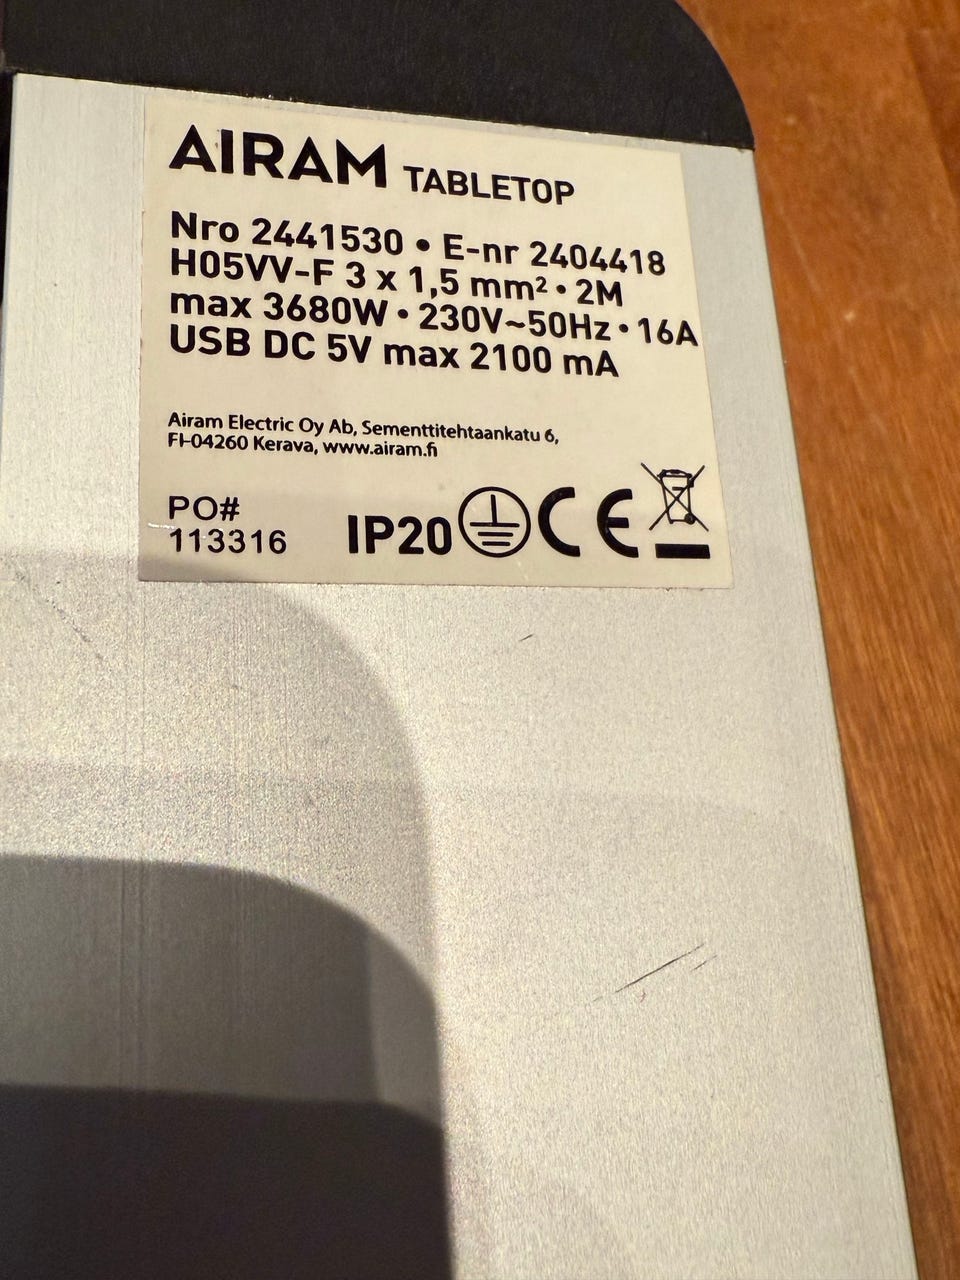 AIRAM TABLETOP
Nro 2441530 • E-nr 2404418
H05VV-F 3 x 1,5 mm² • 2M
max 3680W • 230V~50Hz • 16A
USB DC 5V max 2100 mA
Airam Electric Oy Ab, Sementtitehtaankatu 6,
FI-04260 Kerava, www.airam.fi
PO#
113316 IP20 CE